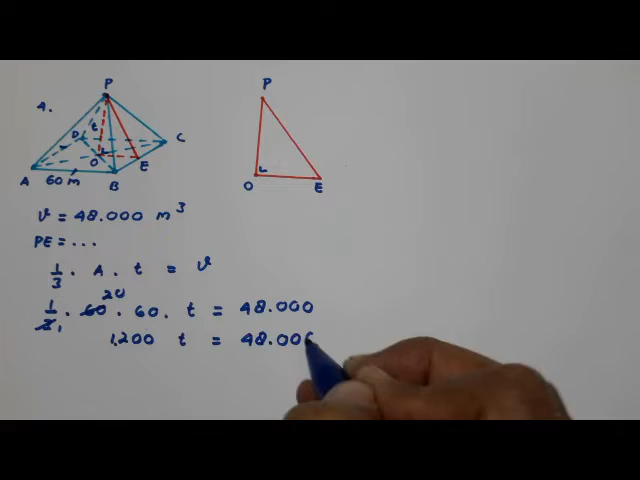 P
A.
t
D
C
O
E
A
B
60 m
P
O
E
V = 48.000 m³
PE = ...
1/3 . A . t = V
20
1/3 . 60 . 60 . t = 48.000
1
1.200 t = 48.000